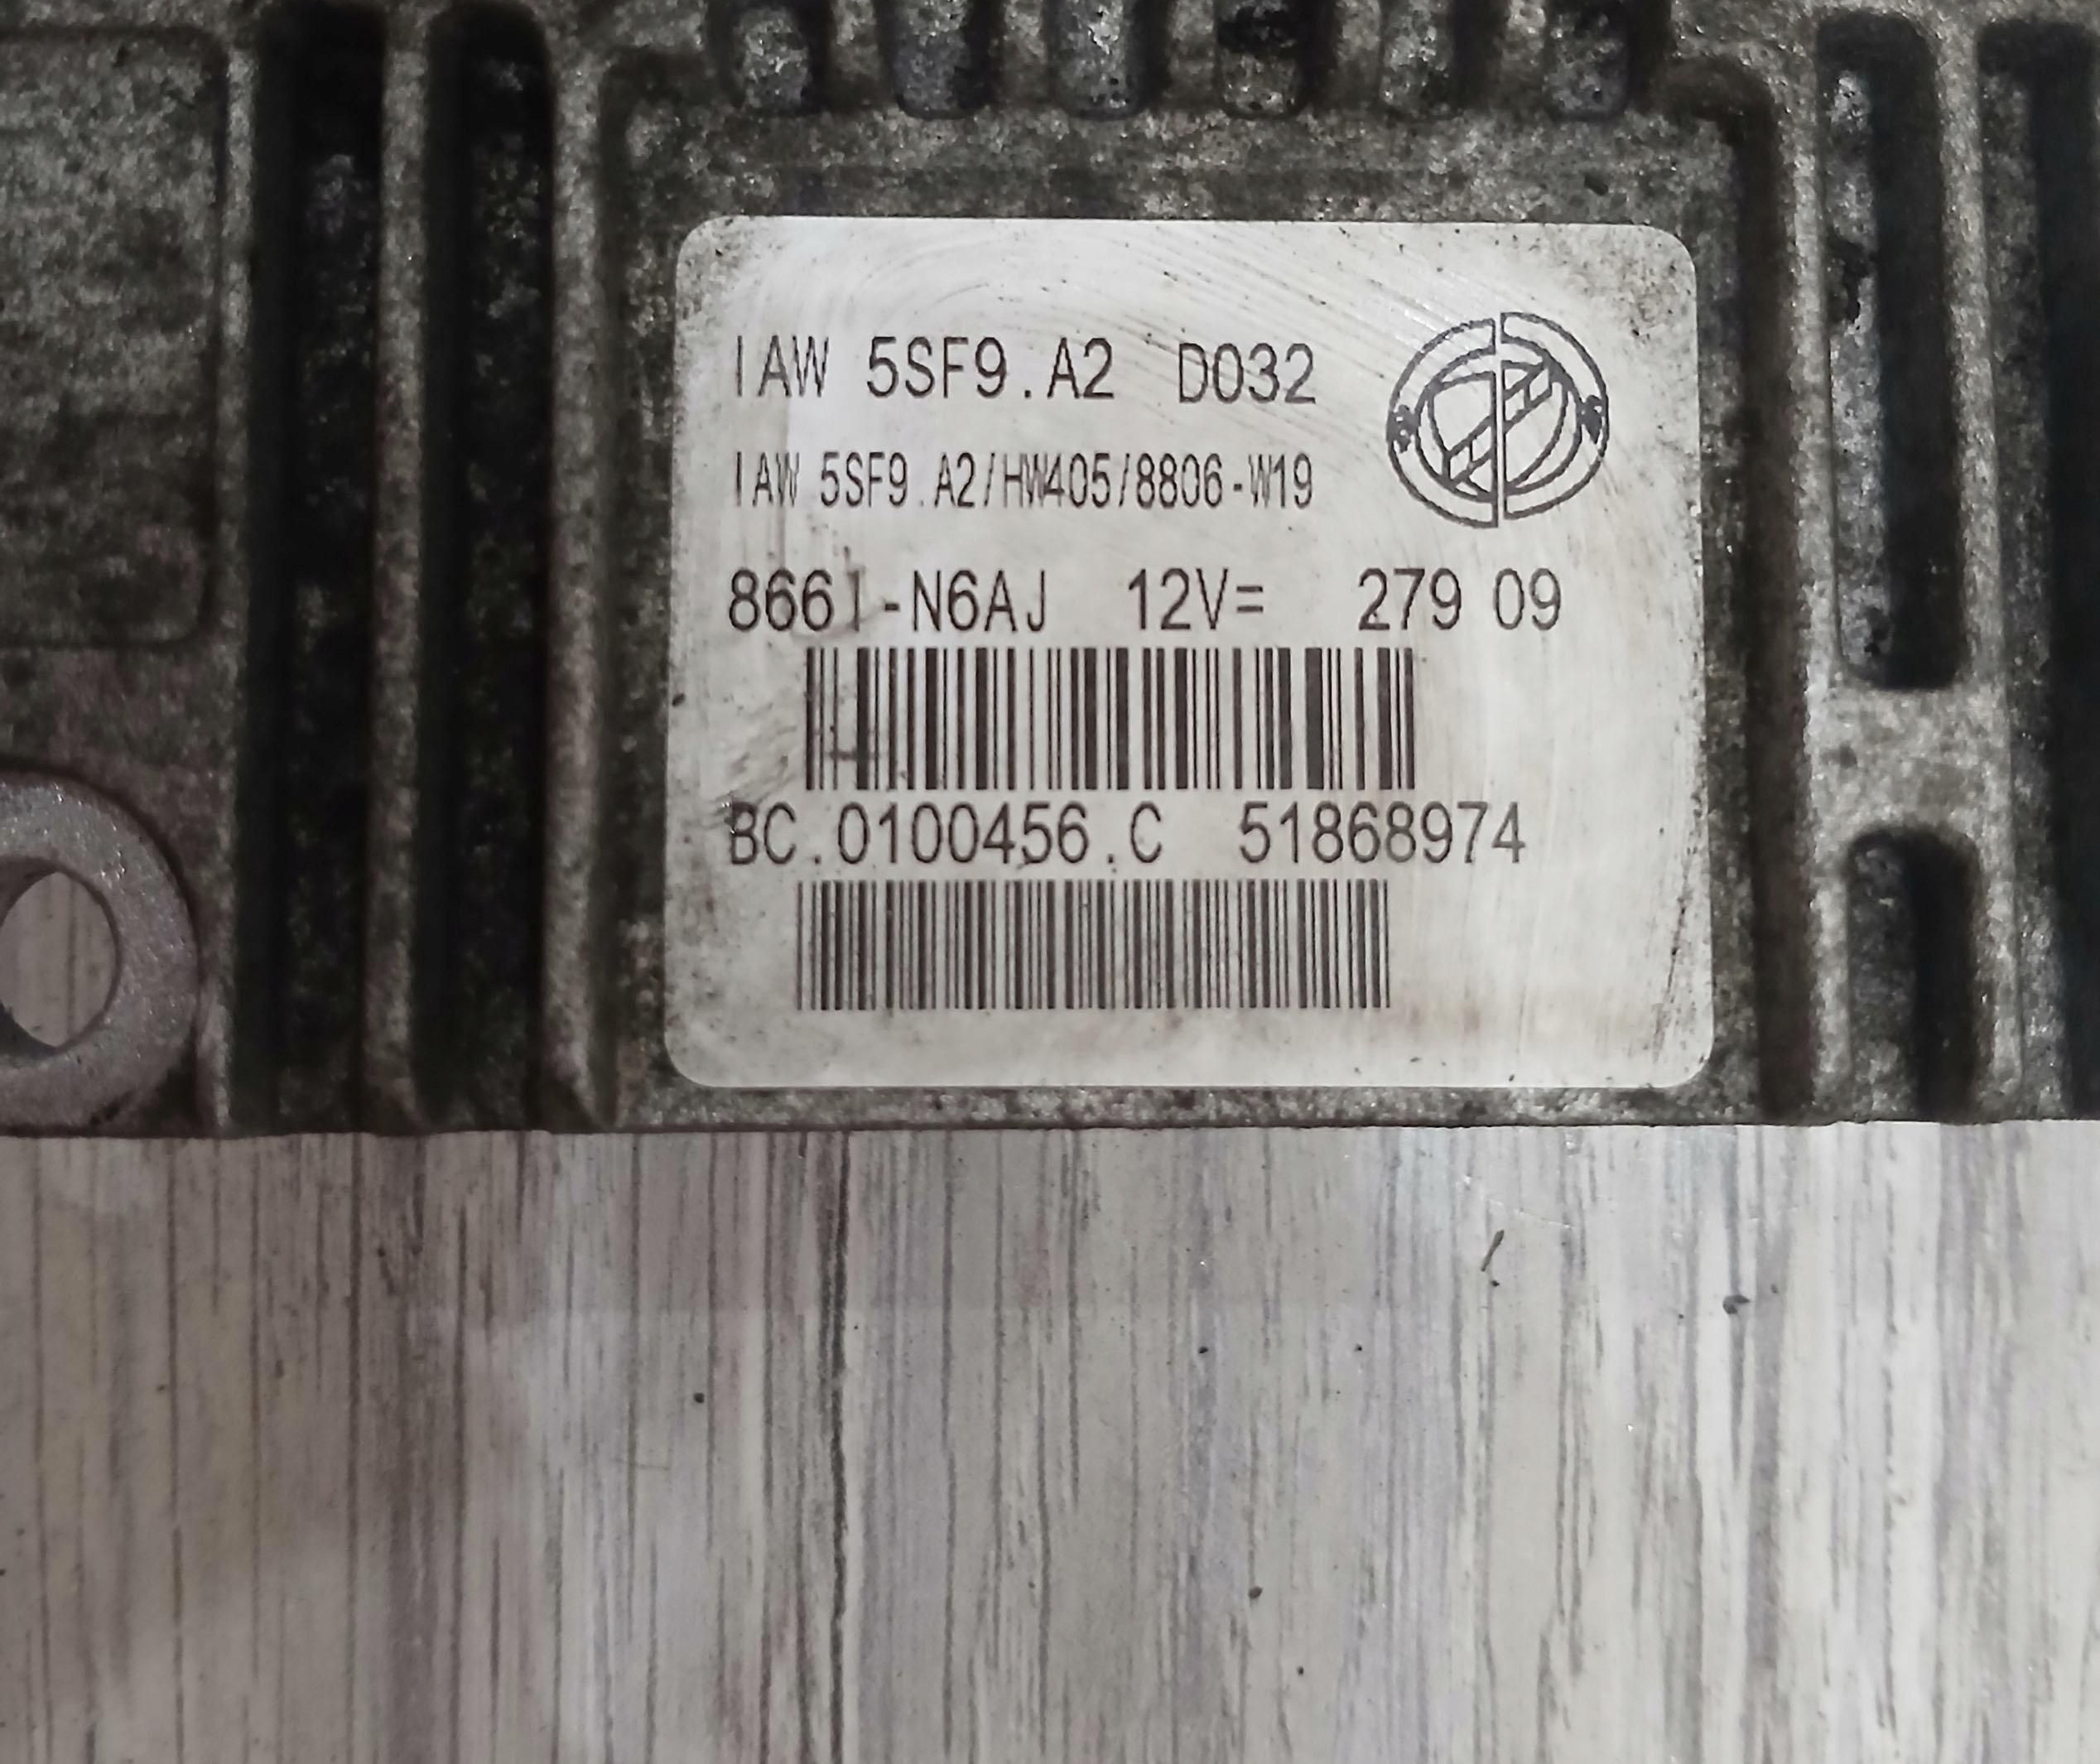 IAW 5SF9.A2 D032
IAW 5SF9.A2/HW405/8806-W19
8661-N6AJ 12V= 279 09
BC.0100456.C 51868974